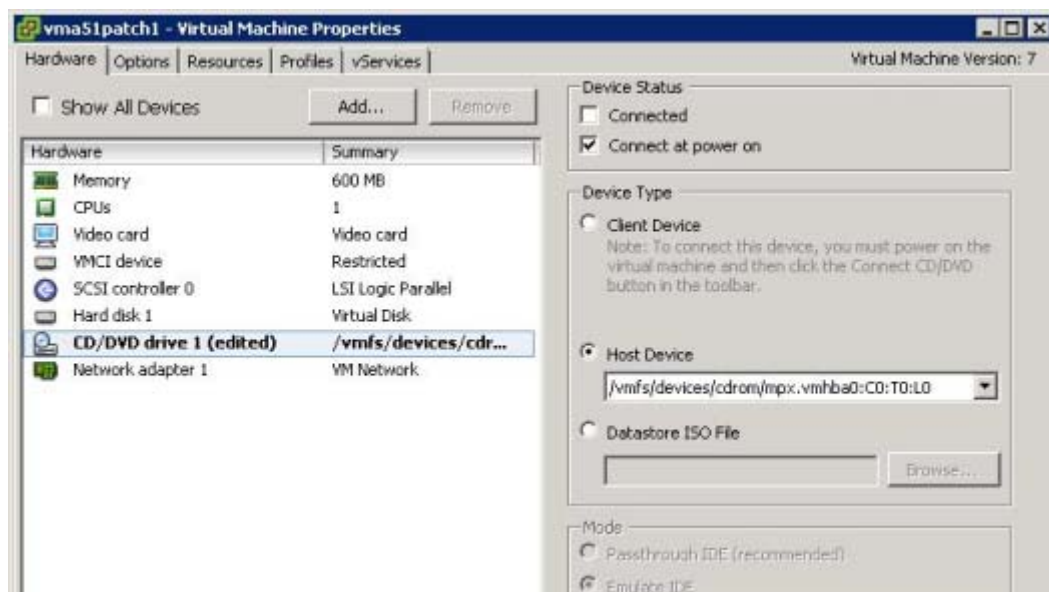 vma51patch1 - Virtual Machine Properties
Hardware Options Resources Profiles vServices Virtual Machine Version: 7
Show All Devices Add... Remove
Hardware Summary
Memory 600 MB
CPUs 1
Video card Video card
VMCI device Restricted
SCSI controller 0 LSI Logic Parallel
Hard disk 1 Virtual Disk
CD/DVD drive 1 (edited) /vmfs/devices/cdr...
Network adapter 1 VM Network
Device Status
Connected
Connect at power on
Device Type
Client Device
Note: To connect this device, you must power on the
virtual machine and then click the Connect CD/DVD
button in the toolbar.
Host Device
/vmfs/devices/cdrom/mpx.vmhba0:C0:T0:L0
Datastore ISO File
Browse...
Mode
Passthrough IDE (recommended)
Emulate IDE